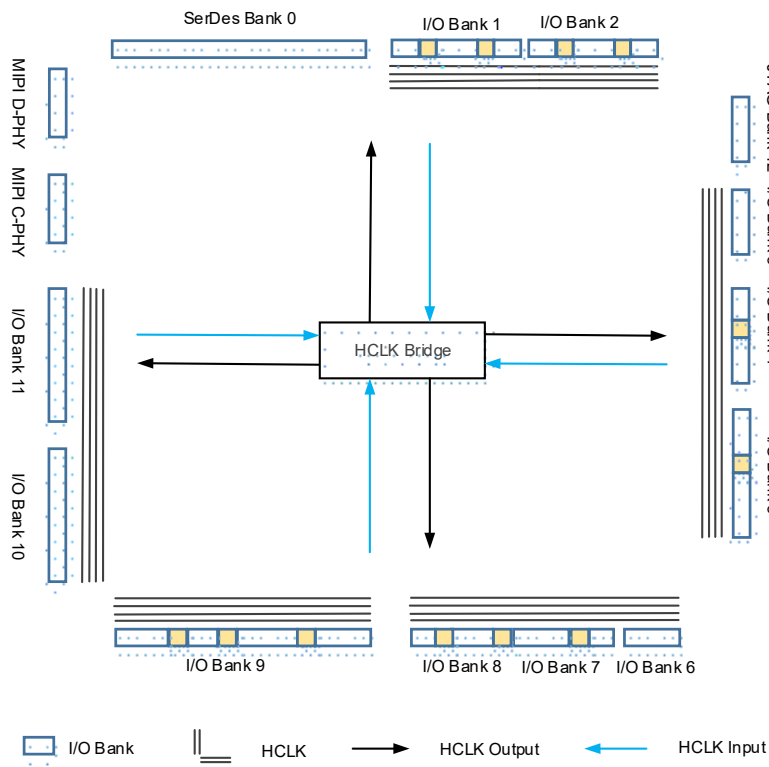 SerDes Bank 0
I/O Bank 1
I/O Bank 2
MIPI D-PHY
MIPI C-PHY
I/O Bank 11
I/O Bank 10
HCLK Bridge
I/O Bank 9
I/O Bank 8
I/O Bank 7
I/O Bank 6
I/O Bank
HCLK
HCLK Output
HCLK Input